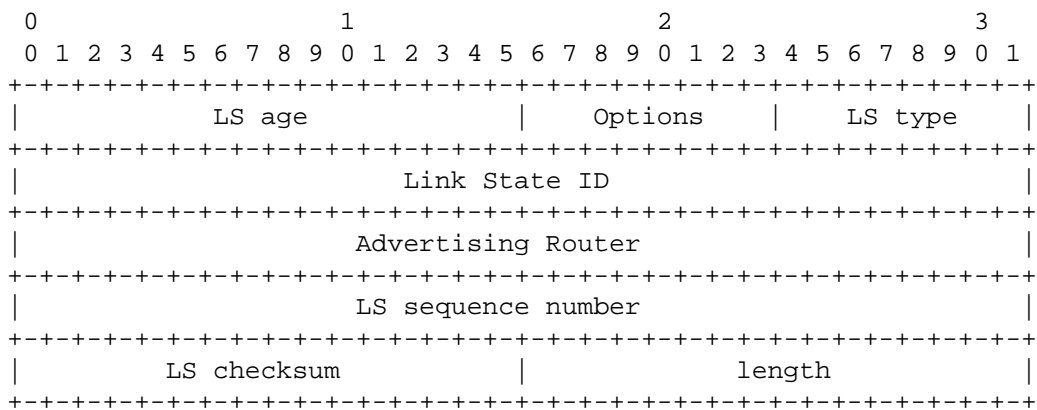 0                   1                   2                   3
 0 1 2 3 4 5 6 7 8 9 0 1 2 3 4 5 6 7 8 9 0 1 2 3 4 5 6 7 8 9 0 1
+-+-+-+-+-+-+-+-+-+-+-+-+-+-+-+-+-+-+-+-+-+-+-+-+-+-+-+-+-+-+-+-+
|            LS age             |    Options    |    LS type    |
+-+-+-+-+-+-+-+-+-+-+-+-+-+-+-+-+-+-+-+-+-+-+-+-+-+-+-+-+-+-+-+-+
|                        Link State ID                          |
+-+-+-+-+-+-+-+-+-+-+-+-+-+-+-+-+-+-+-+-+-+-+-+-+-+-+-+-+-+-+-+-+
|                     Advertising Router                        |
+-+-+-+-+-+-+-+-+-+-+-+-+-+-+-+-+-+-+-+-+-+-+-+-+-+-+-+-+-+-+-+-+
|                     LS sequence number                        |
+-+-+-+-+-+-+-+-+-+-+-+-+-+-+-+-+-+-+-+-+-+-+-+-+-+-+-+-+-+-+-+-+
|         LS checksum           |             length            |
+-+-+-+-+-+-+-+-+-+-+-+-+-+-+-+-+-+-+-+-+-+-+-+-+-+-+-+-+-+-+-+-+